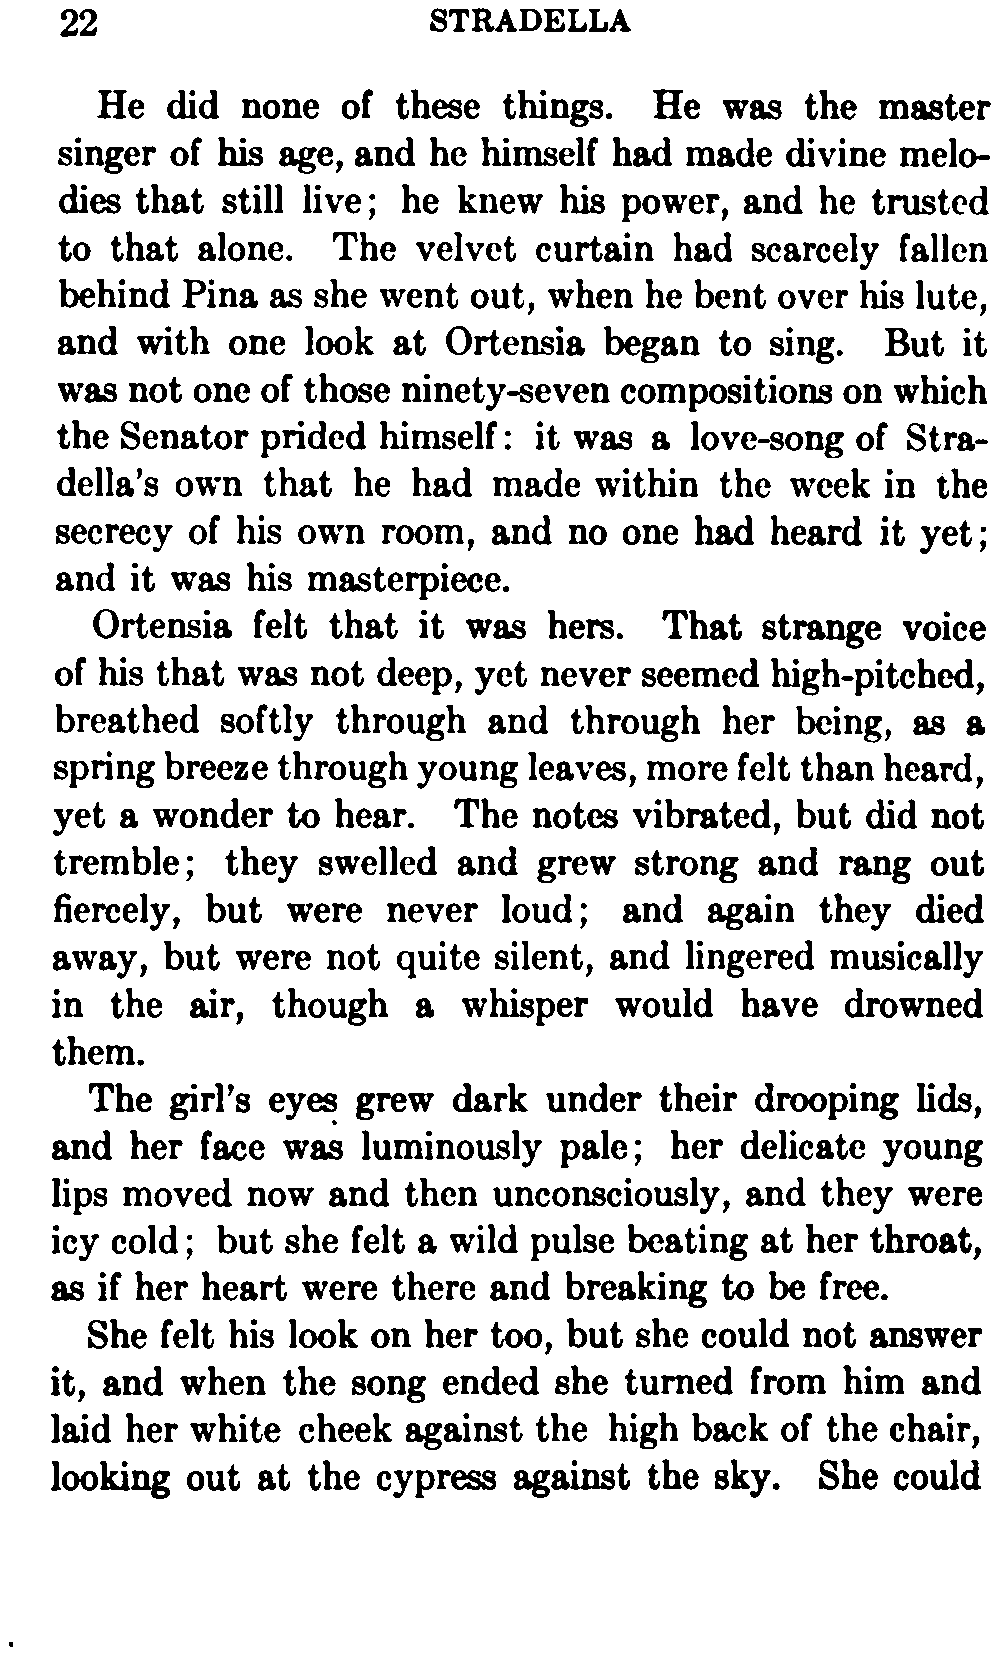 22 STRADELLA
He did none of these things. He was the master
singer of his age, and he himself had made divine melo-
dies that still live; he knew his power, and he trusted
to that alone. The velvet curtain had scarcely fallen
behind Pina as she went out, when he bent over his lute,
and with one look at Ortensia began to sing. But it
was not one of those ninety-seven compositions on which
the Senator prided himself: it was a love-song of Stra-
della's own that he had made within the week in the
secrecy of his own room, and no one had heard it yet;
and it was his masterpiece.
Ortensia felt that it was hers. That strange voice
of his that was not deep, yet never seemed high-pitched,
breathed softly through and through her being, as a
spring breeze through young leaves, more felt than heard,
yet a wonder to hear. The notes vibrated, but did not
tremble; they swelled and grew strong and rang out
fiercely, but were never loud; and again they died
away, but were not quite silent, and lingered musically
in the air, though a whisper would have drowned
them.
The girl's eyes grew dark under their drooping lids,
and her face was luminously pale; her delicate young
lips moved now and then unconsciously, and they were
icy cold; but she felt a wild pulse beating at her throat,
as if her heart were there and breaking to be free.
She felt his look on her too, but she could not answer
it, and when the song ended she turned from him and
laid her white cheek against the high back of the chair,
looking out at the cypress against the sky. She could